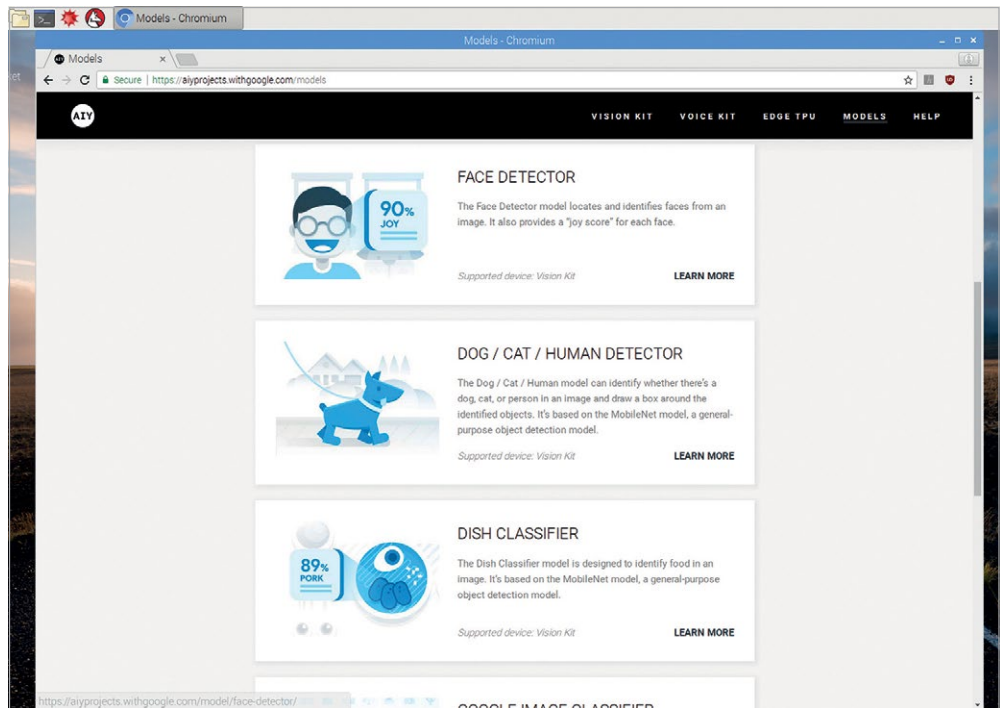 Models - Chromium
Models - Chromium
Models
Secure | https://aiyprojects.withgoogle.com/models
AIY
VISION KIT VOICE KIT EDGE TPU MODELS HELP
FACE DETECTOR
The Face Detector model locates and identifies faces from an
image. It also provides a "joy score" for each face.
90%
JOY
Supported device: Vision Kit LEARN MORE
DOG / CAT / HUMAN DETECTOR
The Dog / Cat / Human model can identify whether there's a
dog, cat, or person in an image and draw a box around the
identified objects. It's based on the MobileNet model, a general-
purpose object detection model.
Supported device: Vision Kit LEARN MORE
DISH CLASSIFIER
The Dish Classifier model is designed to identify food in an
image. It's based on the MobileNet model, a general-purpose
object detection model.
89%
PORK
Supported device: Vision Kit LEARN MORE
https://aiyprojects.withgoogle.com/model/face-detector/
GOOGLE IMAGE CLASSIFIER